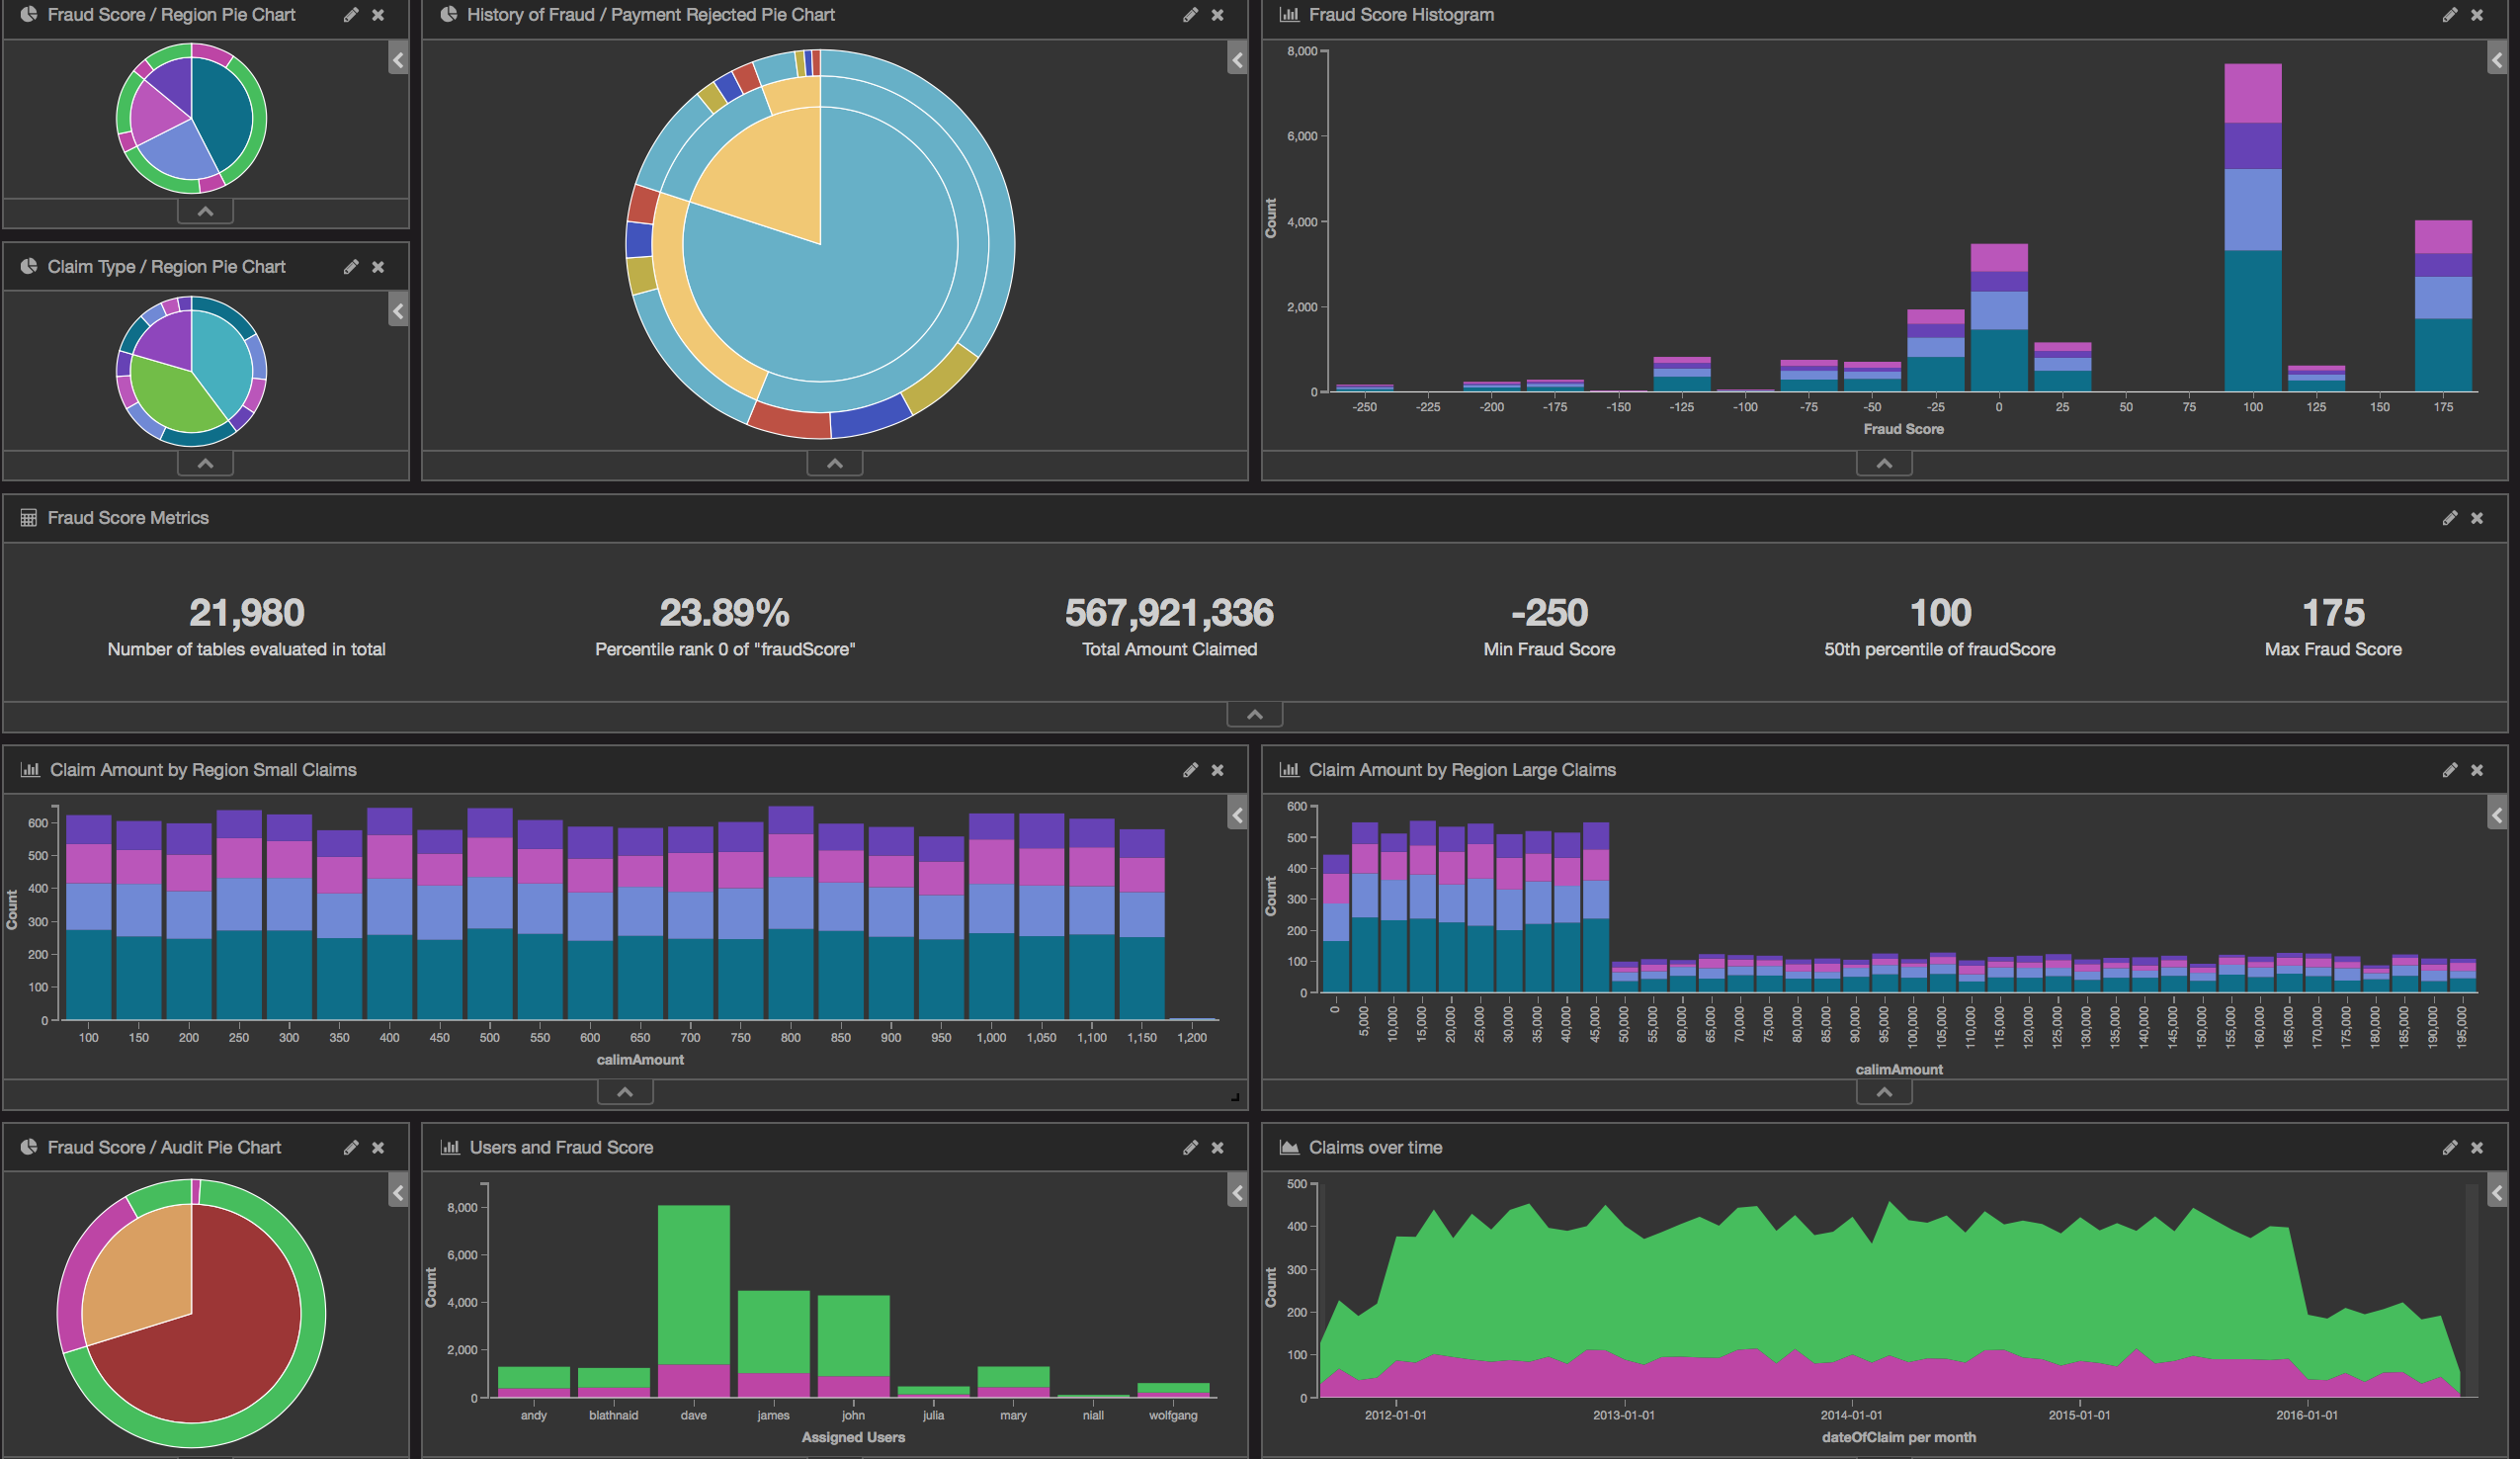 Fraud Score / Region Pie Chart
History of Fraud / Payment Rejected Pie Chart
Fraud Score Histogram
8,000
6,000
4,000
2,000
0
Count
-250 -225 -200 -175 -150 -125 -100 -75 -50 -25 0 25 50 75 100 125 150 175
Fraud Score
Claim Type / Region Pie Chart
Fraud Score Metrics
21,980 23.89% 567,921,336 -250 100 175
Number of tables evaluated in total Percentile rank 0 of "fraudScore" Total Amount Claimed Min Fraud Score 50th percentile of fraudScore Max Fraud Score
Claim Amount by Region Small Claims
600
500
400
300
200
100
0
Count
100 150 200 250 300 350 400 450 500 550 600 650 700 750 800 850 900 950 1,000 1,050 1,100 1,150 1,200
calimAmount
Claim Amount by Region Large Claims
600
500
400
300
200
100
0
Count
0 5,000 10,000 15,000 20,000 25,000 30,000 35,000 40,000 45,000 50,000 55,000 60,000 65,000 70,000 75,000 80,000 85,000 90,000 95,000 100,000 105,000 110,000 115,000 120,000 125,000 130,000 135,000 140,000 145,000 150,000 155,000 160,000 165,000 170,000 175,000 180,000 185,000 190,000 195,000
calimAmount
Fraud Score / Audit Pie Chart
Users and Fraud Score
8,000
6,000
4,000
2,000
0
Count
andy blathnaid dave james john julia mary niall wolfgang
Assigned Users
Claims over time
500
400
300
200
100
0
Count
2012-01-01 2013-01-01 2014-01-01 2015-01-01 2016-01-01
dateOfClaim per month